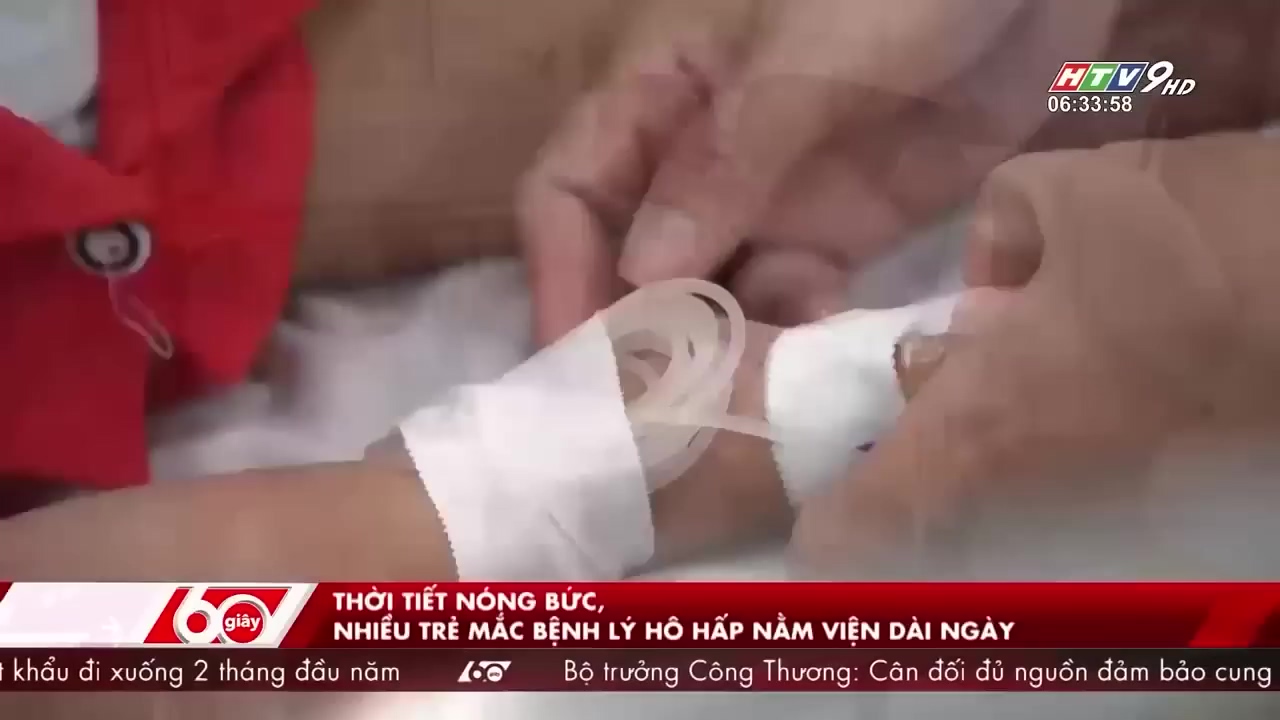 HTV9HD
06:33:58
60 giây
THỜI TIẾT NÓNG BỨC,
NHIỀU TRẺ MẮC BỆNH LÝ HÔ HẤP NẰM VIỆN DÀI NGÀY
t khẩu đi xuống 2 tháng đầu năm 60 giây Bộ trưởng Công Thương: Cân đối đủ nguồn đảm bảo cung